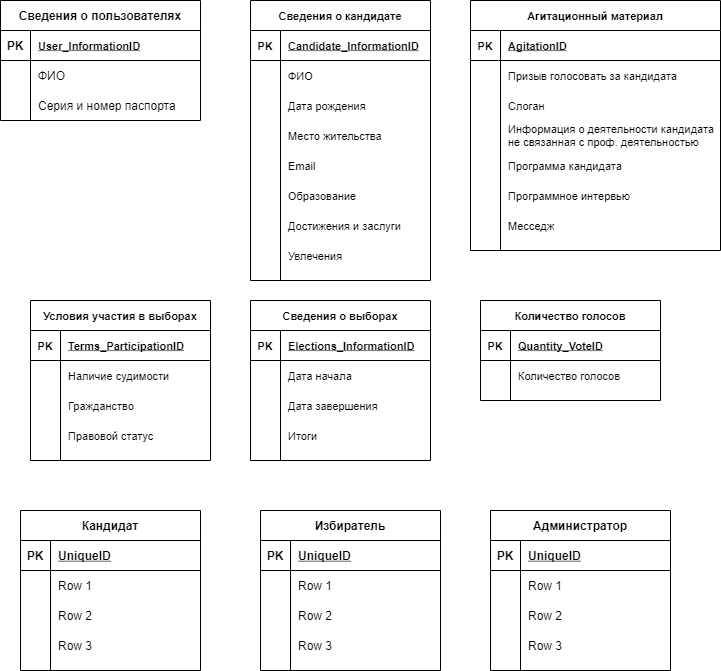 Сведения о пользователях
PK User_InformationID
ФИО
Серия и номер паспорта
Сведения о кандидате
PK Candidate_InformationID
ФИО
Дата рождения
Место жительства
Email
Образование
Достижения и заслуги
Увлечения
Агитационный материал
PK AgitationID
Призыв голосовать за кандидата
Слоган
Информация о деятельности кандидата
не связанная с проф. деятельностью
Программа кандидата
Программное интервью
Месседж
Условия участия в выборах
PK Terms_ParticipationID
Наличие судимости
Гражданство
Правовой статус
Сведения о выборах
PK Elections_InformationID
Дата начала
Дата завершения
Итоги
Количество голосов
PK Quantity_VoteID
Количество голосов
Кандидат
PK UniqueID
Row 1
Row 2
Row 3
Избиратель
PK UniqueID
Row 1
Row 2
Row 3
Администратор
PK UniqueID
Row 1
Row 2
Row 3